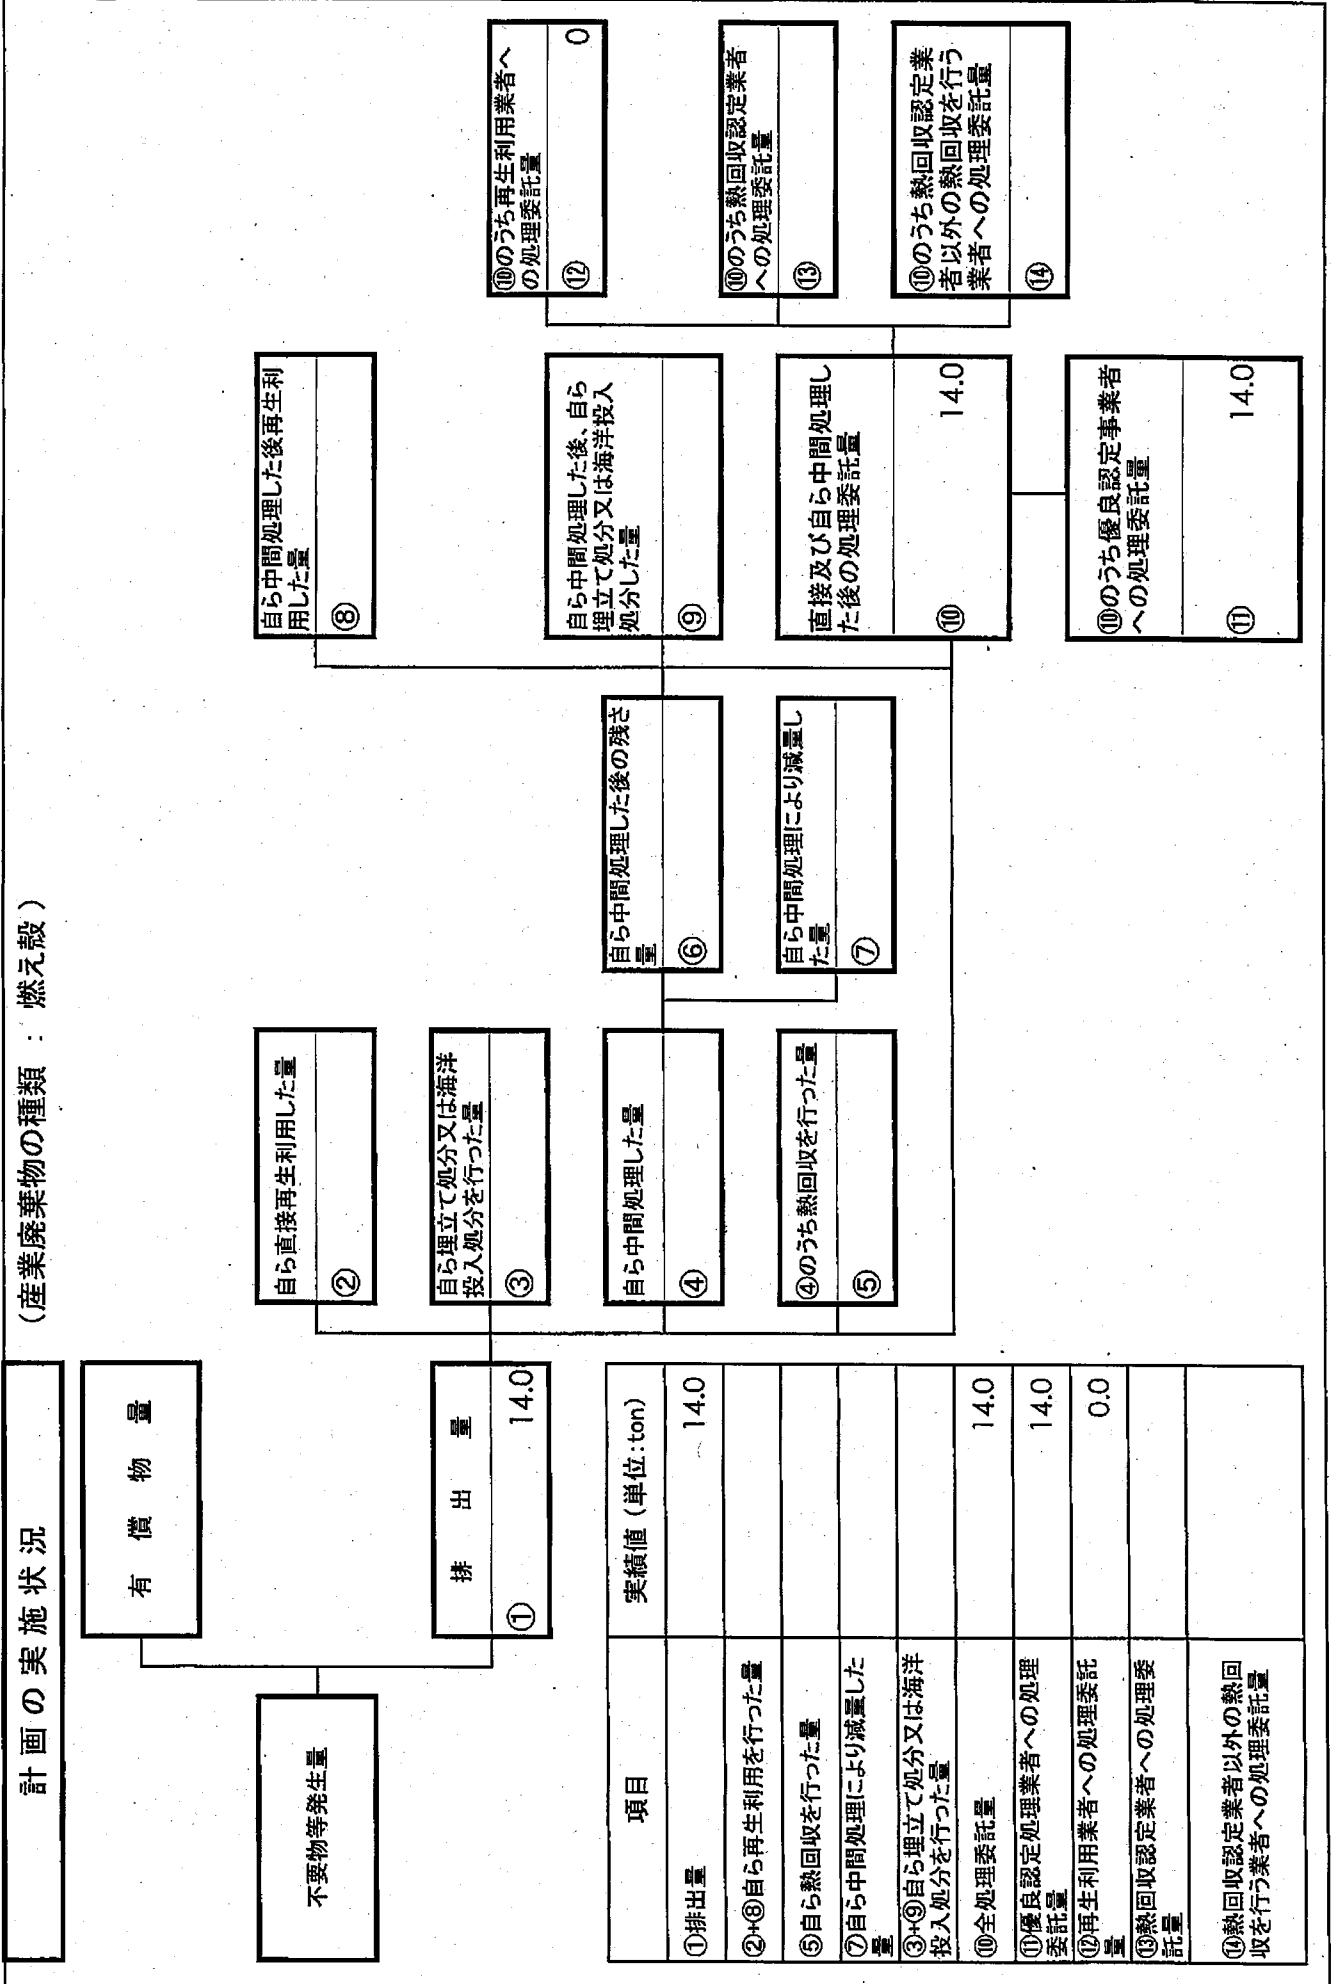 計画の実施状況
(産業廃棄物の種類 : 燃え殻 )
有償物量
不要物等発生量
排出量
① 14.0
自ら直接再生利用した量
②
自ら埋立て処分又は海洋
投入処分を行った量
③
自ら中間処理した量
④
④のうち熱回収を行った量
⑤
自ら中間処理した後の残さ
量
⑥
自ら中間処理により減量し
た量
⑦
自ら中間処理した後再生利
用した量
⑧
自ら中間処理した後、自ら
埋立て処分又は海洋投入
処分した量
⑨
直接及び自ら中間処理し
た後の処理委託量
⑩ 14.0
⑩のうち優良認定事業者
への処理委託量
⑪ 14.0
⑩のうち再生利用業者へ
の処理委託量
⑫ 0
⑩のうち熱回収認定業者
への処理委託量
⑬
⑩のうち熱回収認定業
者以外の熱回収を行う
業者への処理委託量
⑭
項目 実績値(単位:ton)
①排出量 14.0
②+⑧自ら再生利用を行った量
⑤自ら熱回収を行った量
⑦自ら中間処理により減量した
量
③+⑨自ら埋立て処分又は海洋
投入処分を行った量
⑩全処理委託量 14.0
⑪優良認定処理業者への処理
委託量 14.0
⑫再生利用業者への処理委託
量 0.0
⑬熱回収認定業者への処理委
託量
⑭熱回収認定業者以外の熱回
収を行う業者への処理委託量